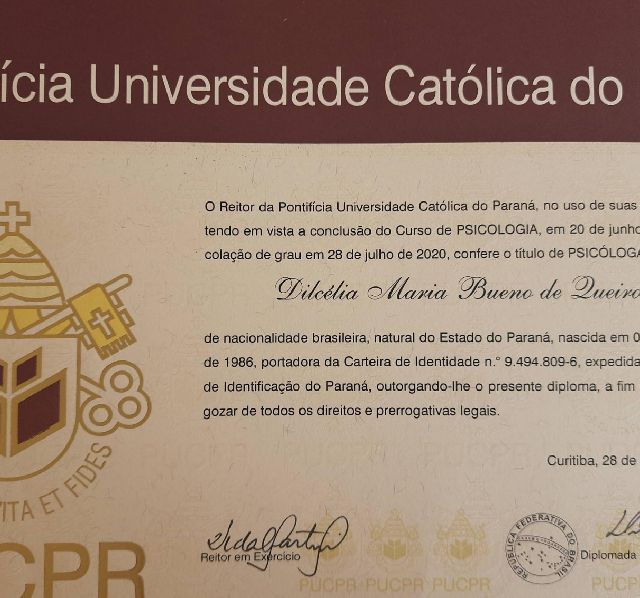 ícia Universidade Católica do
O Reitor da Pontifícia Universidade Católica do Paraná, no uso de suas
tendo em vista a conclusão do Curso de PSICOLOGIA, em 20 de junho
colação de grau em 28 de julho de 2020, confere o título de PSICÓLOGA
Dilcélia Maria Bueno de Queiro
de nacionalidade brasileira, natural do Estado do Paraná, nascida em 0
de 1986, portadora da Carteira de Identidade n.° 9.494.809-6, expedida
de Identificação do Paraná, outorgando-lhe o presente diploma, a fim
gozar de todos os direitos e prerrogativas legais.
Curitiba, 28 de
VITA ET FIDES
Reitor em Exercício
REPÚBLICA FEDERATIVA DO BRASIL
Diplomada
UCPR
PUCPR PUCPR PUCPR